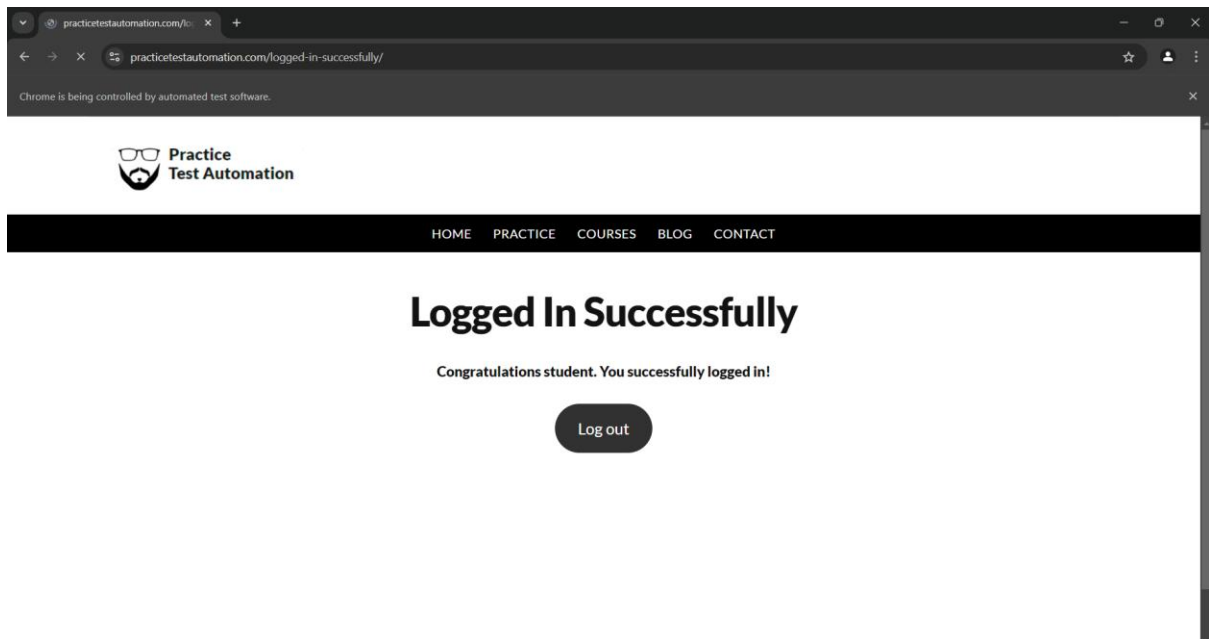 practicetestautomation.com/lo
practicetestautomation.com/logged-in-successfully/
Chrome is being controlled by automated test software.
Practice
Test Automation
HOME PRACTICE COURSES BLOG CONTACT
Logged In Successfully
Congratulations student. You successfully logged in!
Log out